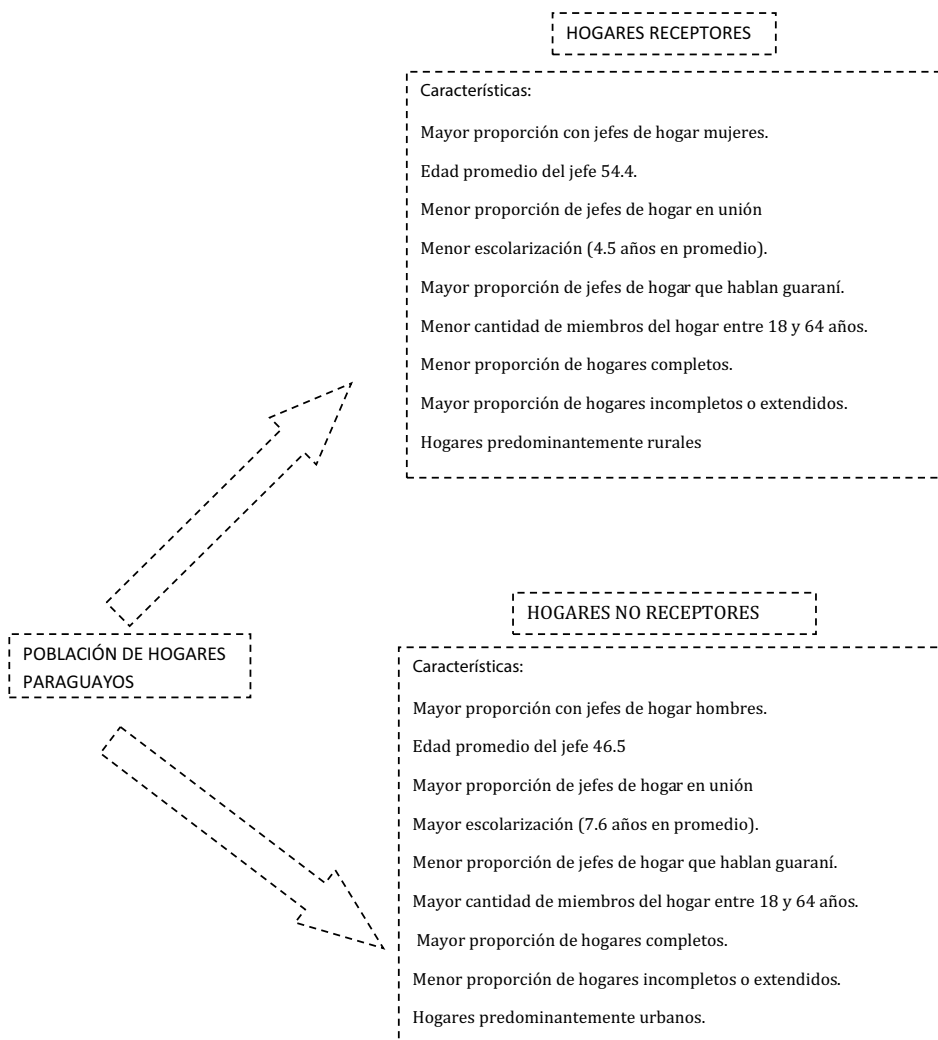 HOGARES RECEPTORES
Características:
Mayor proporción con jefes de hogar mujeres.
Edad promedio del jefe 54.4.
Menor proporción de jefes de hogar en unión
Menor escolarización (4.5 años en promedio).
Mayor proporción de jefes de hogar que hablan guaraní.
Menor cantidad de miembros del hogar entre 18 y 64 años.
Menor proporción de hogares completos.
Mayor proporción de hogares incompletos o extendidos.
Hogares predominantemente rurales
POBLACIÓN DE HOGARES
PARAGUAYOS
HOGARES NO RECEPTORES
Características:
Mayor proporción con jefes de hogar hombres.
Edad promedio del jefe 46.5
Mayor proporción de jefes de hogar en unión
Mayor escolarización (7.6 años en promedio).
Menor proporción de jefes de hogar que hablan guaraní.
Mayor cantidad de miembros del hogar entre 18 y 64 años.
Mayor proporción de hogares completos.
Menor proporción de hogares incompletos o extendidos.
Hogares predominantemente urbanos.